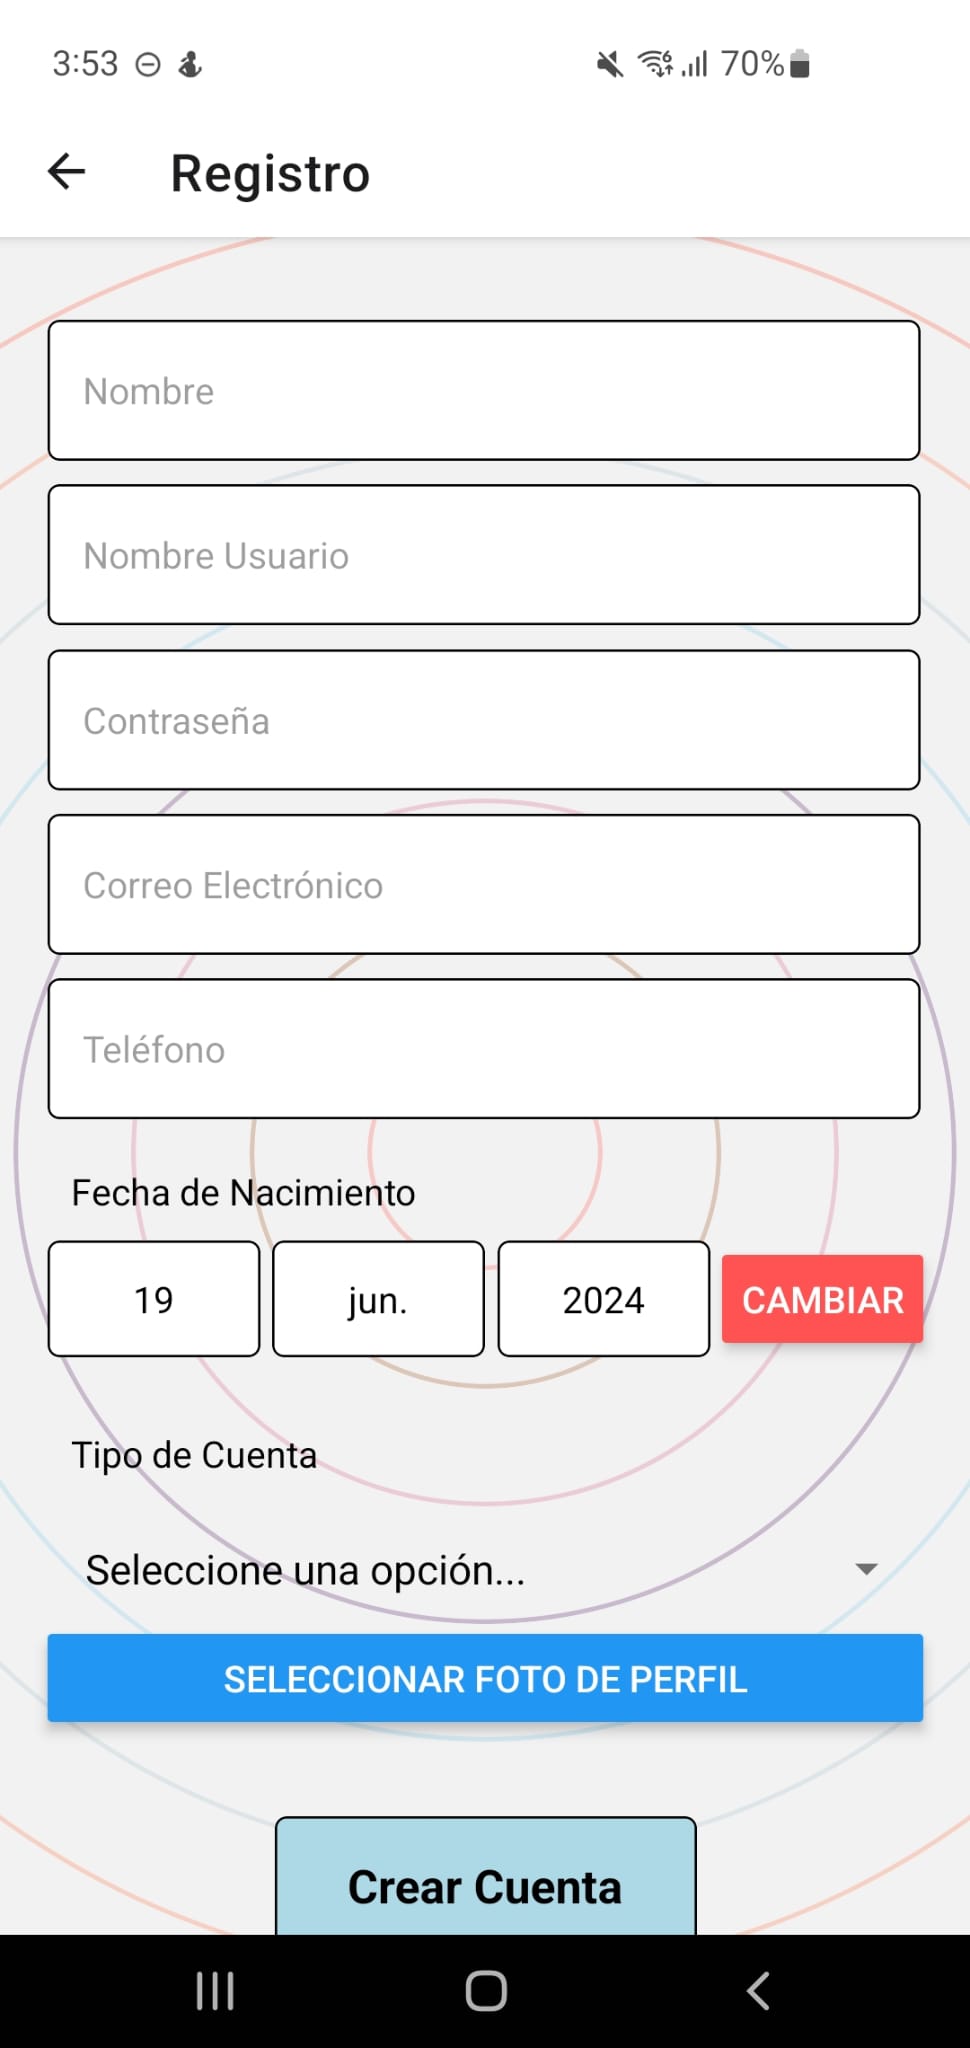 3:53 70%
Registro
Nombre
Nombre Usuario
Contraseña
Correo Electrónico
Teléfono
Fecha de Nacimiento
19 jun. 2024 CAMBIAR
Tipo de Cuenta
Seleccione una opción...
SELECCIONAR FOTO DE PERFIL
Crear Cuenta